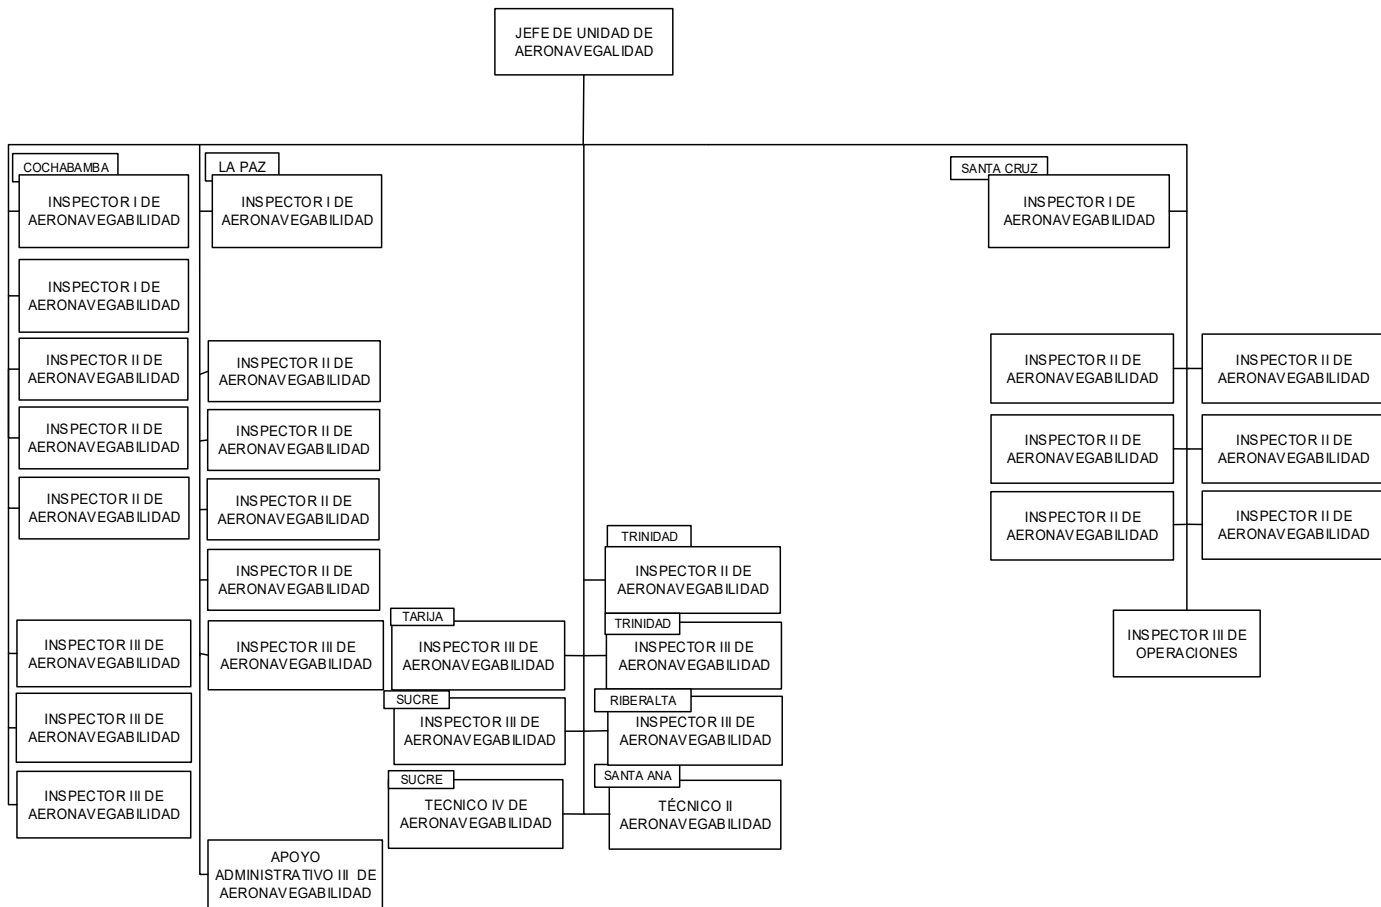 JEFE DE UNIDAD DE
AERONAVEGALIDAD
COCHABAMBA
INSPECTOR I DE
AERONAVEGABILIDAD
INSPECTOR I DE
AERONAVEGABILIDAD
INSPECTOR II DE
AERONAVEGABILIDAD
INSPECTOR II DE
AERONAVEGABILIDAD
INSPECTOR II DE
AERONAVEGABILIDAD
INSPECTOR III DE
AERONAVEGABILIDAD
INSPECTOR III DE
AERONAVEGABILIDAD
INSPECTOR III DE
AERONAVEGABILIDAD
LA PAZ
INSPECTOR I DE
AERONAVEGABILIDAD
INSPECTOR II DE
AERONAVEGABILIDAD
INSPECTOR II DE
AERONAVEGABILIDAD
INSPECTOR II DE
AERONAVEGABILIDAD
INSPECTOR II DE
AERONAVEGABILIDAD
INSPECTOR III DE
AERONAVEGABILIDAD
APOYO
ADMINISTRATIVO III DE
AERONAVEGABILIDAD
TARIJA
INSPECTOR III DE
AERONAVEGABILIDAD
SUCRE
INSPECTOR III DE
AERONAVEGABILIDAD
SUCRE
TECNICO IV DE
AERONAVEGABILIDAD
TRINIDAD
INSPECTOR II DE
AERONAVEGABILIDAD
TRINIDAD
INSPECTOR III DE
AERONAVEGABILIDAD
RIBERALTA
INSPECTOR III DE
AERONAVEGABILIDAD
SANTA ANA
TÉCNICO II
AERONAVEGABILIDAD
SANTA CRUZ
INSPECTOR I DE
AERONAVEGABILIDAD
INSPECTOR II DE
AERONAVEGABILIDAD
INSPECTOR II DE
AERONAVEGABILIDAD
INSPECTOR II DE
AERONAVEGABILIDAD
INSPECTOR II DE
AERONAVEGABILIDAD
INSPECTOR II DE
AERONAVEGABILIDAD
INSPECTOR II DE
AERONAVEGABILIDAD
INSPECTOR III DE
OPERACIONES